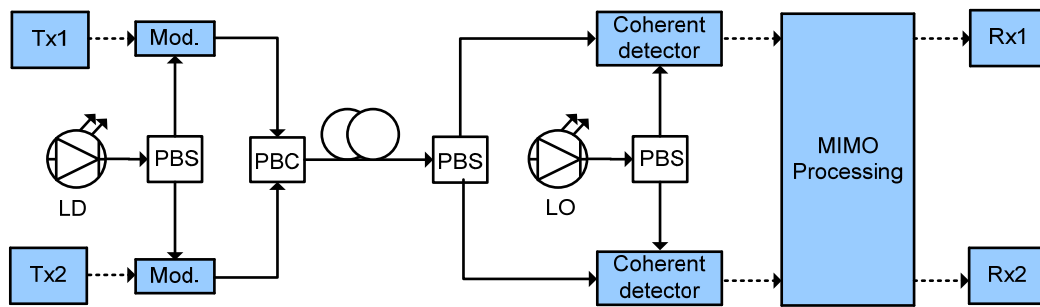 Tx1
Mod.
Coherent
detector
Rx1
PBS
PBC
PBS
PBS
MIMO
Processing
LD
LO
Tx2
Mod.
Coherent
detector
Rx2